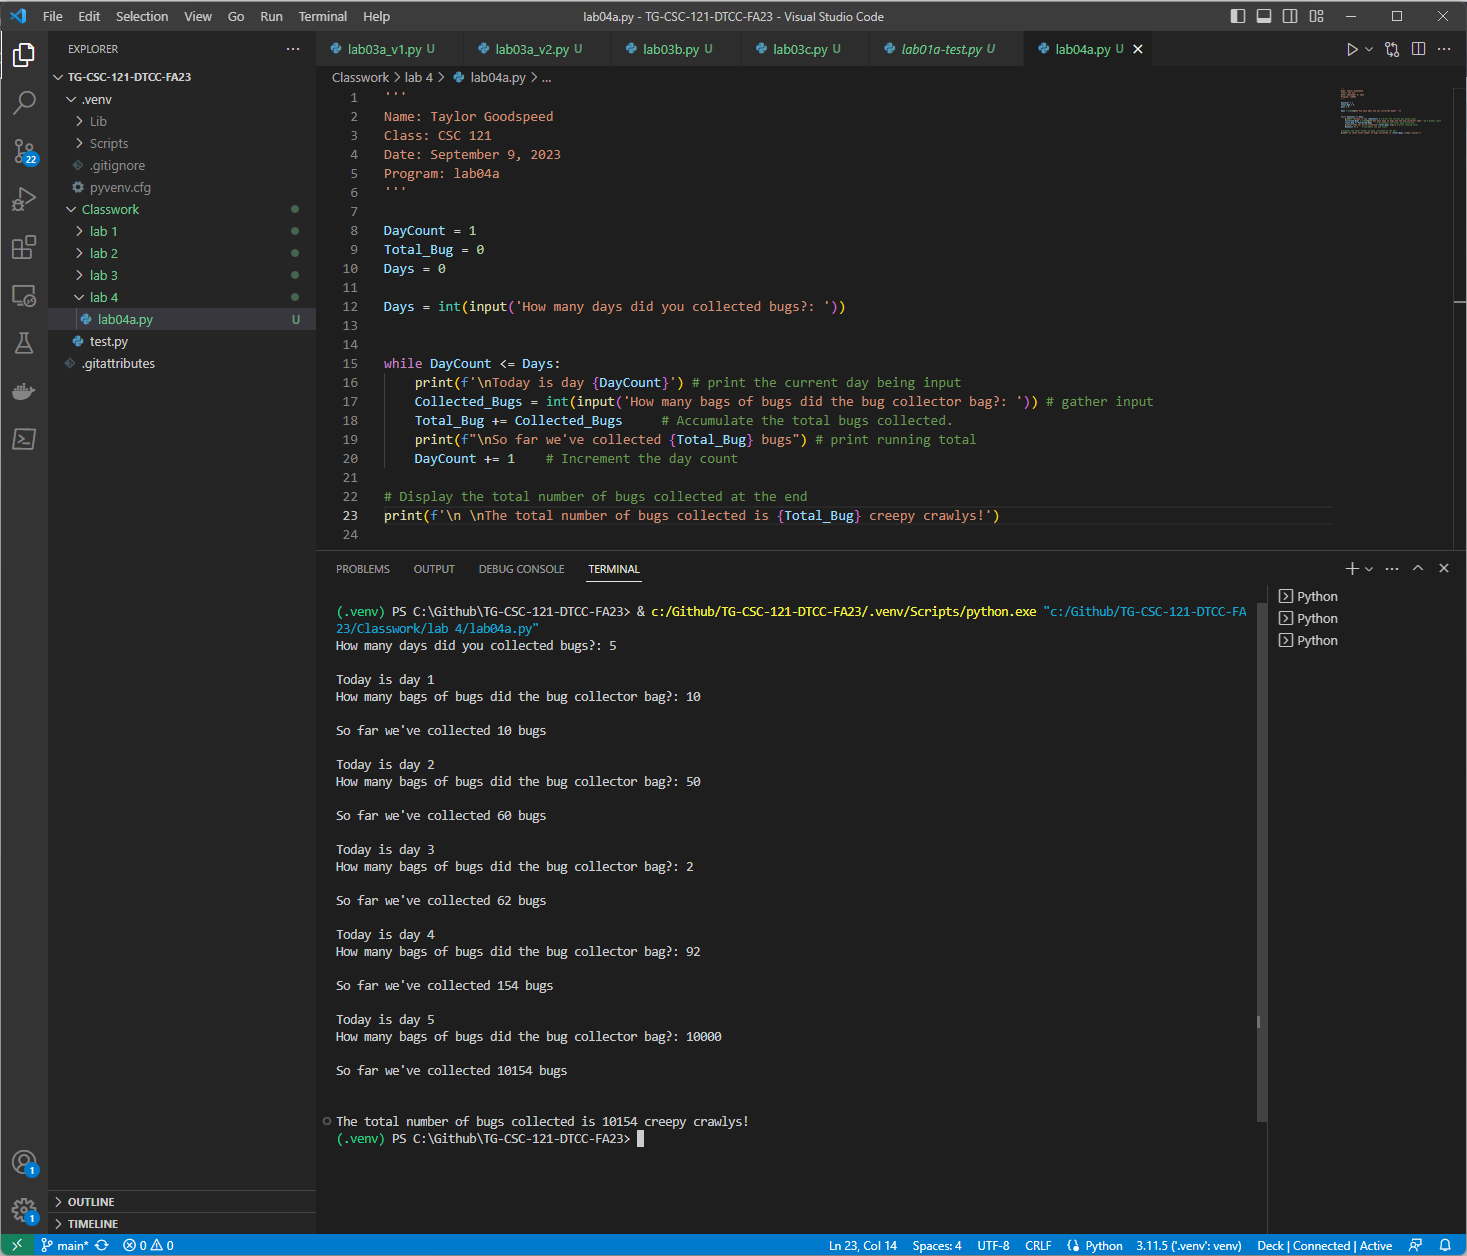 File Edit Selection View Go Run Terminal Help
lab04a.py - TG-CSC-121-DTCC-FA23 - Visual Studio Code
EXPLORER
TG-CSC-121-DTCC-FA23
.venv
Lib
Scripts
.gitignore
pyvenv.cfg
Classwork
lab 1
lab 2
lab 3
lab 4
lab04a.py U
test.py
.gitattributes
OUTLINE
TIMELINE
22
1
1
lab03a_v1.py U lab03a_v2.py U lab03b.py U lab03c.py U lab01a-test.py U lab04a.py U
Classwork > lab 4 > lab04a.py > ...
1 '''
2 Name: Taylor Goodspeed
3 Class: CSC 121
4 Date: September 9, 2023
5 Program: lab04a
6 '''
7
8 DayCount = 1
9 Total_Bug = 0
10 Days = 0
11
12 Days = int(input('How many days did you collected bugs?: '))
13
14
15 while DayCount <= Days:
16 print(f'\nToday is day {DayCount}') # print the current day being input
17 Collected_Bugs = int(input('How many bags of bugs did the bug collector bag?: ')) # gather input
18 Total_Bug += Collected_Bugs # Accumulate the total bugs collected.
19 print(f"\nSo far we've collected {Total_Bug} bugs") # print running total
20 DayCount += 1 # Increment the day count
21
22 # Display the total number of bugs collected at the end
23 print(f'\n \nThe total number of bugs collected is {Total_Bug} creepy crawlys!')
24
PROBLEMS OUTPUT DEBUG CONSOLE TERMINAL
(.venv) PS C:\Github\TG-CSC-121-DTCC-FA23> & c:/Github/TG-CSC-121-DTCC-FA23/.venv/Scripts/python.exe "c:/Github/TG-CSC-121-DTCC-FA
23/Classwork/lab 4/lab04a.py"
How many days did you collected bugs?: 5
Today is day 1
How many bags of bugs did the bug collector bag?: 10
So far we've collected 10 bugs
Today is day 2
How many bags of bugs did the bug collector bag?: 50
So far we've collected 60 bugs
Today is day 3
How many bags of bugs did the bug collector bag?: 2
So far we've collected 62 bugs
Today is day 4
How many bags of bugs did the bug collector bag?: 92
So far we've collected 154 bugs
Today is day 5
How many bags of bugs did the bug collector bag?: 10000
So far we've collected 10154 bugs
The total number of bugs collected is 10154 creepy crawlys!
(.venv) PS C:\Github\TG-CSC-121-DTCC-FA23>
Python
Python
Python
main* 0 0 Ln 23, Col 14 Spaces: 4 UTF-8 CRLF Python 3.11.5 ('.venv': venv) Deck | Connected | Active